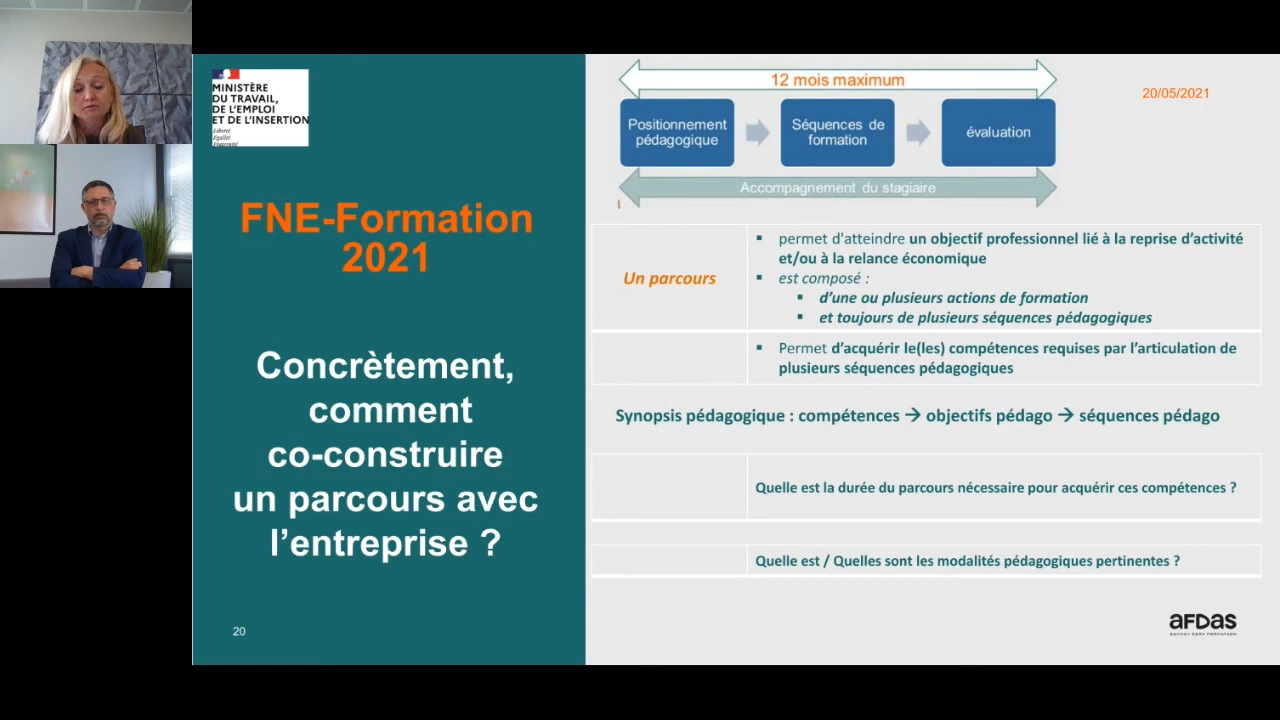 MINISTÈRE
DU TRAVAIL,
DE L'EMPLOI
ET DE L'INSERTION
Liberté
Égalité
Fraternité
FNE-Formation
2021
Concrètement,
comment
co-construire
un parcours avec
l'entreprise ?
20
12 mois maximum
20/05/2021
Positionnement
pédagogique
Séquences de
formation
évaluation
Accompagnement du stagiaire
Un parcours
▪ permet d'atteindre un objectif professionnel lié à la reprise d'activité
et/ou à la relance économique
▪ est composé :
▪ d'une ou plusieurs actions de formation
▪ et toujours de plusieurs séquences pédagogiques
▪ Permet d'acquérir le(les) compétences requises par l'articulation de
plusieurs séquences pédagogiques
Synopsis pédagogique : compétences → objectifs pédago → séquences pédago
Quelle est la durée du parcours nécessaire pour acquérir ces compétences ?
Quelle est / Quelles sont les modalités pédagogiques pertinentes ?
aFDas